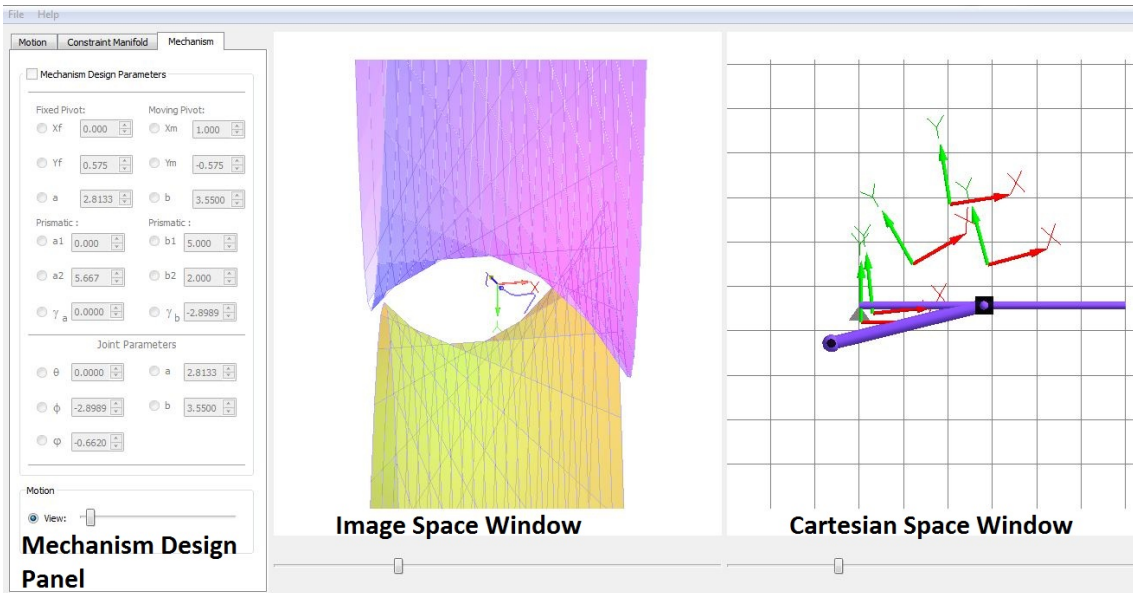 File Help
Motion Constraint Manifold Mechanism
Mechanism Design Parameters
Fixed Pivot: Moving Pivot:
Xf 0.000 Xm 1.000
Yf 0.575 Ym -0.575
a 2.8133 b 3.5500
Prismatic : Prismatic :
a1 0.000 b1 5.000
a2 5.667 b2 2.000
γa 0.0000 γb -2.8989
Joint Parameters
θ 0.0000 a 2.8133
ϕ -2.8989 b 3.5500
φ -0.6620
Motion
View:
Mechanism Design
Panel
X
Y
Image Space Window
Y
X
Y
Y
X
X
Y
X
Cartesian Space Window